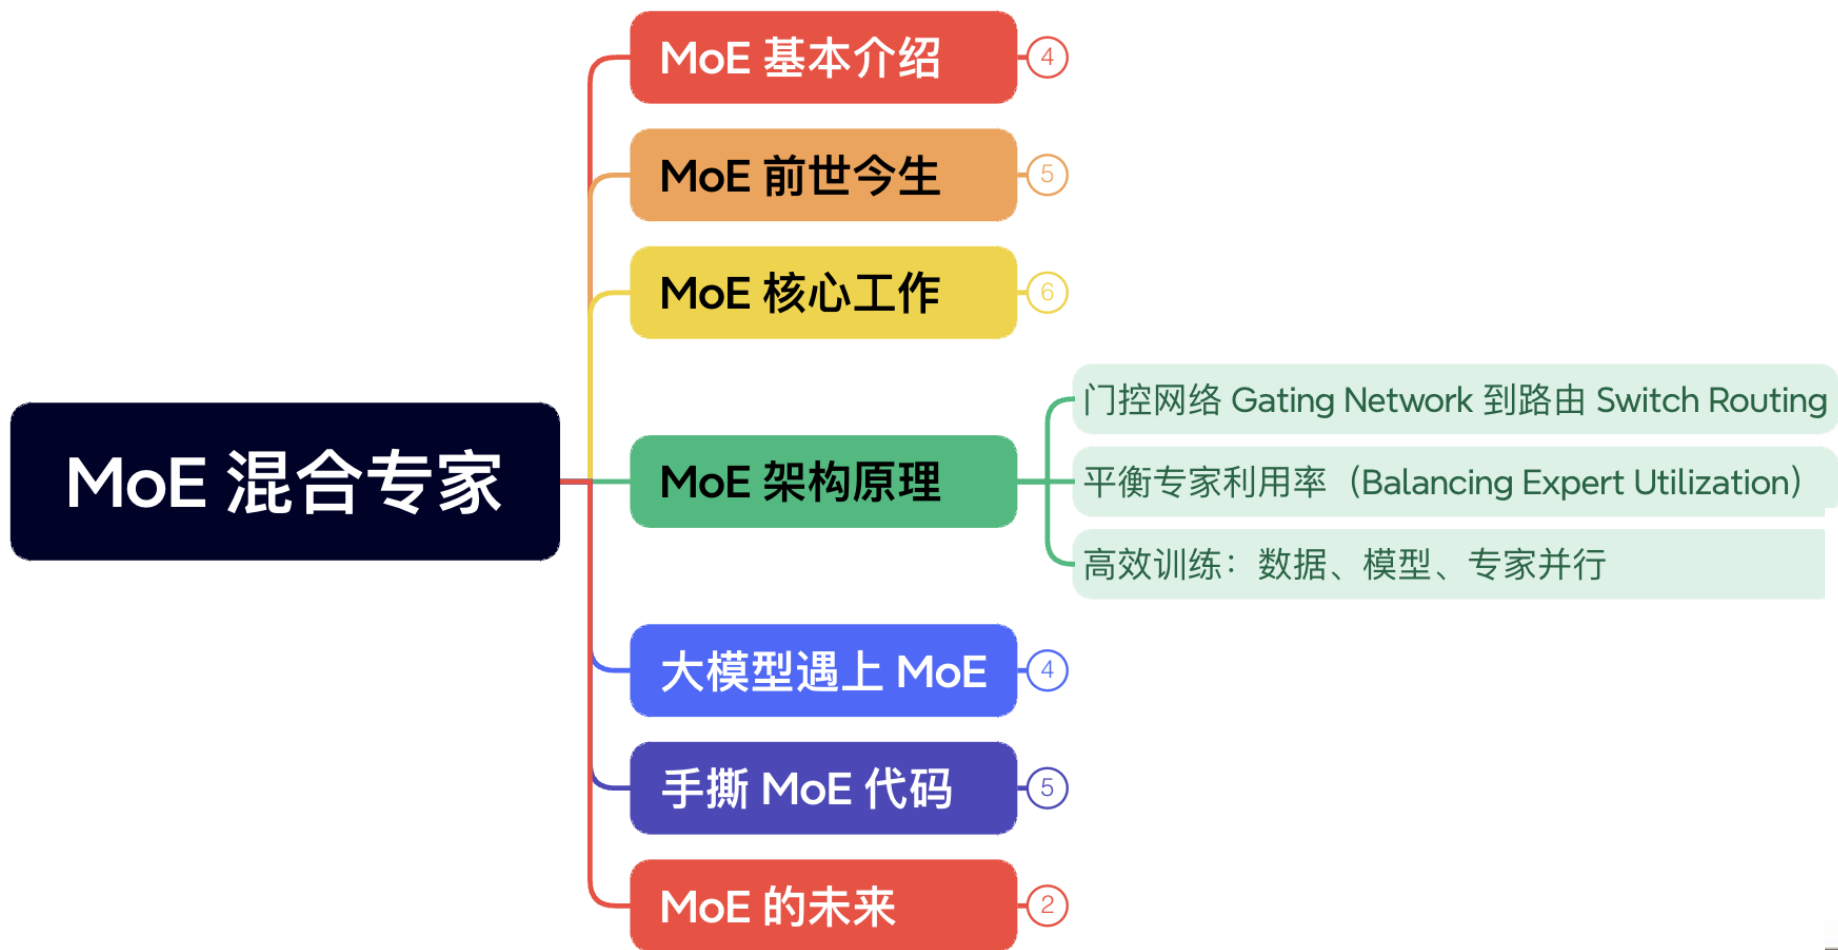 MoE 混合专家
MoE 基本介绍
4
MoE 前世今生
5
MoE 核心工作
6
MoE 架构原理
门控网络 Gating Network 到路由 Switch Routing
平衡专家利用率（Balancing Expert Utilization）
高效训练：数据、模型、专家并行
大模型遇上 MoE
4
手撕 MoE 代码
5
MoE 的未来
2